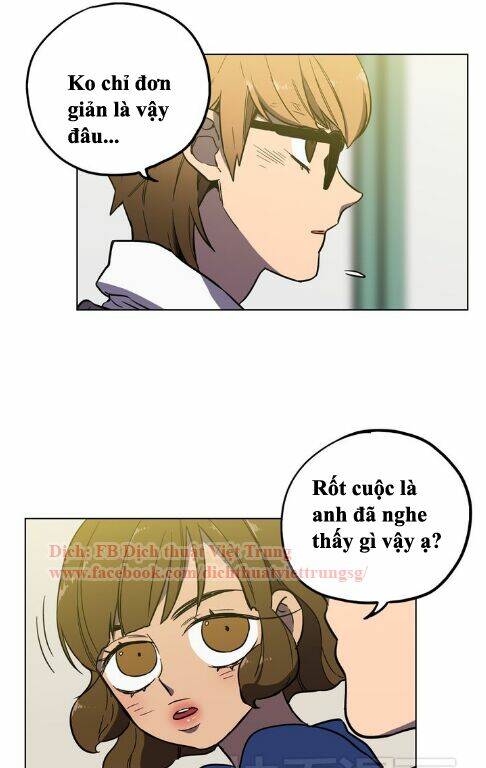 Ko chỉ đơn
giản là vậy
đâu...
Rốt cuộc là
anh đã nghe
thấy gì vậy ạ?
Dịch: FB Dịch thuật Việt Trung
www.facebook.com/dichthuatviettrungsg/